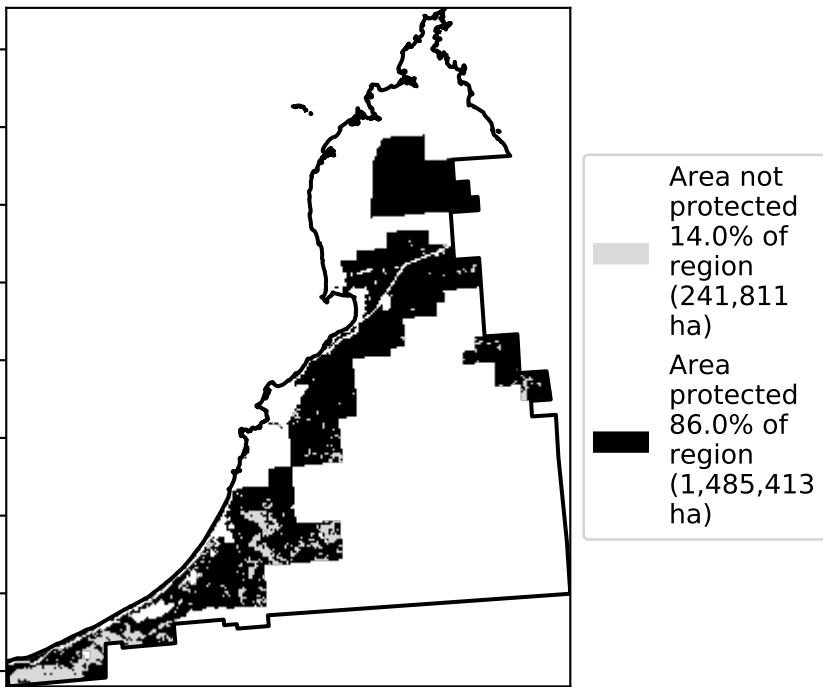 Area not
protected
14.0% of
region
(241,811
ha)
Area
protected
86.0% of
region
(1,485,413
ha)